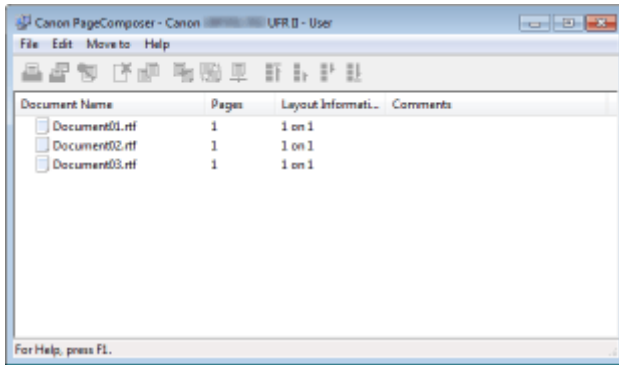 Canon PageComposer - Canon UFR II - User
File Edit Move to Help
Document Name Pages Layout Informati... Comments
Document01.rtf 1 1 on 1
Document02.rtf 1 1 on 1
Document03.rtf 1 1 on 1
For Help, press F1.